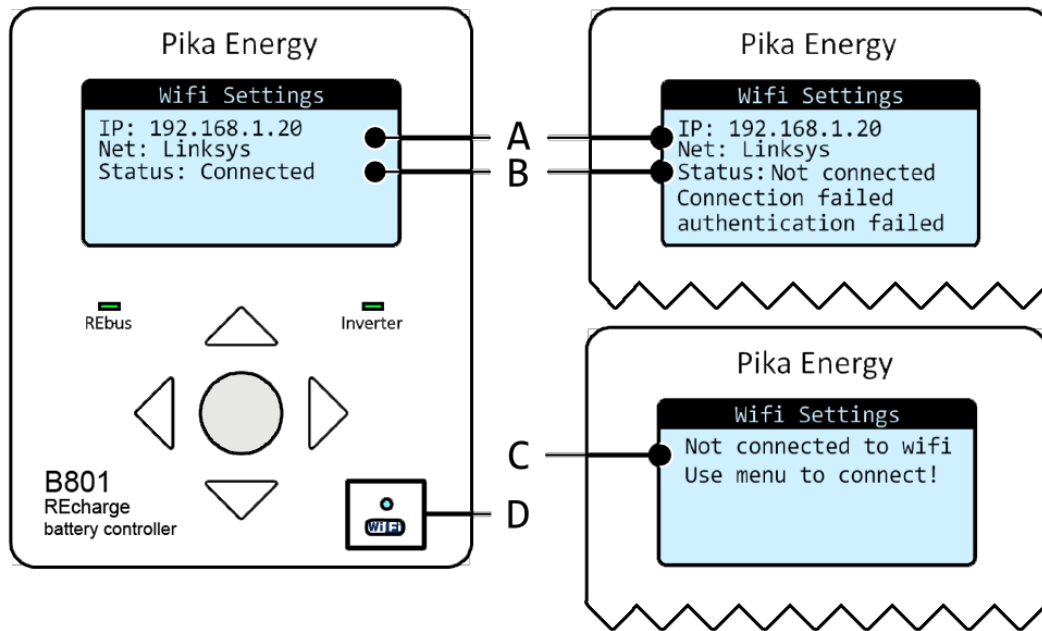 Pika Energy
Wifi Settings
IP: 192.168.1.20
Net: Linksys
Status: Connected
REbus
Inverter
B801
REcharge
battery controller
WiFi
A
B
C
D
Pika Energy
Wifi Settings
IP: 192.168.1.20
Net: Linksys
Status: Not connected
Connection failed
authentication failed
Pika Energy
Wifi Settings
Not connected to wifi
Use menu to connect!